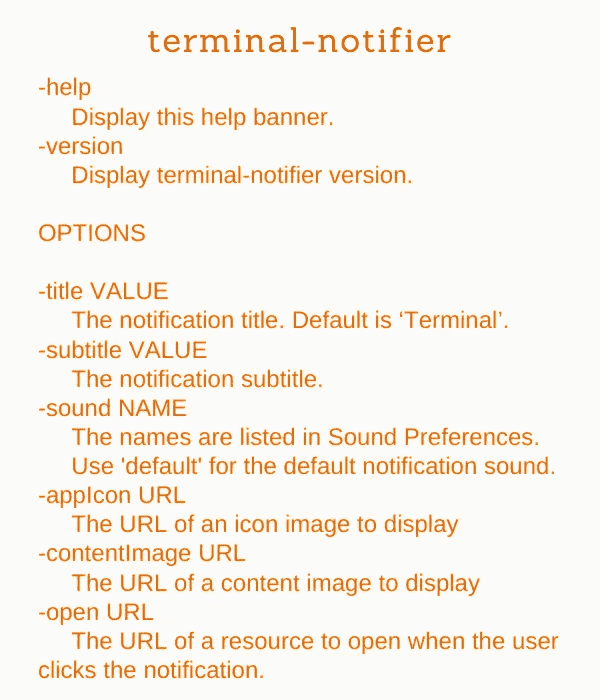 terminal-notifier
-help
Display this help banner.
-version
Display terminal-notifier version.
OPTIONS
-title VALUE
The notification title. Default is ‘Terminal’.
-subtitle VALUE
The notification subtitle.
-sound NAME
The names are listed in Sound Preferences.
Use 'default' for the default notification sound.
-appIcon URL
The URL of an icon image to display
-contentImage URL
The URL of a content image to display
-open URL
The URL of a resource to open when the user
clicks the notification.